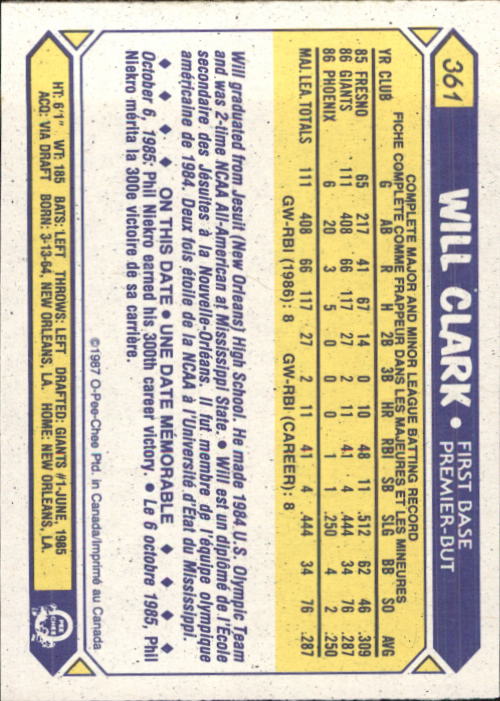 361
WILL CLARK • FIRST BASE
PREMIER-BUT
COMPLETE MAJOR AND MINOR LEAGUE BATTING RECORD
FICHE COMPLÈTE COMME FRAPPEUR DANS LES MAJEURES ET LES MINEURES
YR CLUB G AB R H 2B 3B HR RBI SB SLG BB SO AVG
85 FRESNO 65 217 41 67 14 0 10 48 11 .512 62 46 .309
86 GIANTS 111 408 66 117 27 2 11 41 4 .444 34 76 .287
86 PHOENIX 6 20 3 5 0 0 0 1 1 .250 4 2 .250
MAJ. LEA. TOTALS 111 408 66 117 27 2 11 41 4 .444 34 76 .287
GW-RBI (1986): 8 GW-RBI (CAREER): 8
Will graduated from Jesuit (New Orleans) High School. He made 1984 U.S. Olympic Team
and was 2-time NCAA All-American at Mississippi State. • Will est un diplômé de l'École
secondaire des Jésuites à la Nouvelle-Orléans. Il fut membre de l'équipe olympique
américaine de 1984. Deux fois étoile de la NCAA à l'Université d'État du Mississippi.
◆ ◆ ◆ ◆ ON THIS DATE • UNE DATE MÉMORABLE ◆ ◆ ◆ ◆
October 6, 1985: Phil Niekro earned his 300th career victory. • Le 6 octobre 1985, Phil
Niekro mérita la 300e victoire de sa carrière.
©1987 O-Pee-Chee Ptd. in Canada/Imprimé au Canada
HT: 6'1" WT: 185 BATS: LEFT THROWS: LEFT DRAFTED: GIANTS #1-JUNE, 1985
ACQ: VIA DRAFT BORN: 3-13-64, NEW ORLEANS, LA. HOME: NEW ORLEANS, LA.
O
PEE
CHEE